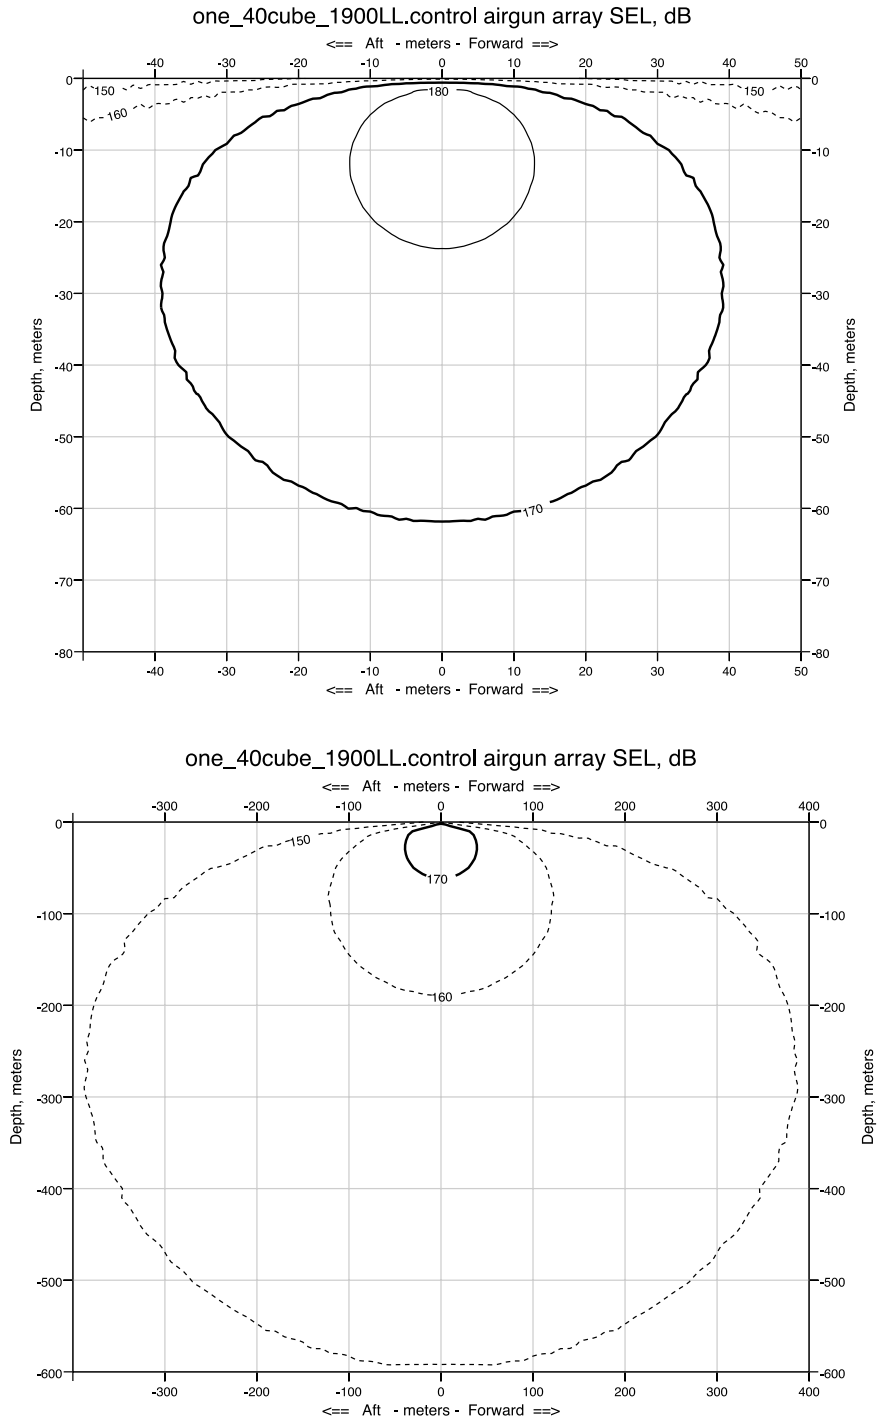 one_40cube_1900LL.control airgun array SEL, dB
<== Aft - meters - Forward ==>
-40 -30 -20 -10 0 10 20 30 40 50
0 150 180 150 0
160
-10 -10
-20 -20
-30 -30
Depth, meters Depth, meters
-40 -40
-50 -50
-60 170 -60
-70 -70
-80 -80
-40 -30 -20 -10 0 10 20 30 40 50
<== Aft - meters - Forward ==>
one_40cube_1900LL.control airgun array SEL, dB
<== Aft - meters - Forward ==>
-300 -200 -100 0 100 200 300 400
0 0
150
170
-100 -100
160
-200 -200
Depth, meters Depth, meters
-300 -300
-400 -400
-500 -500
-600 -600
-300 -200 -100 0 100 200 300 400
<== Aft - meters - Forward ==>